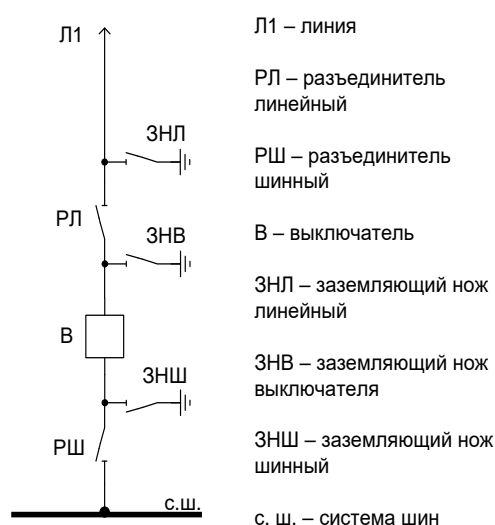 Л1
ЗНЛ
РЛ
ЗНВ
В
ЗНШ
РШ
с.ш.
Л1 – линия
РЛ – разъединитель
линейный
РШ – разъединитель
шинный
В – выключатель
ЗНЛ – заземляющий нож
линейный
ЗНВ – заземляющий нож
выключателя
ЗНШ – заземляющий нож
шинный
с. ш. – система шин